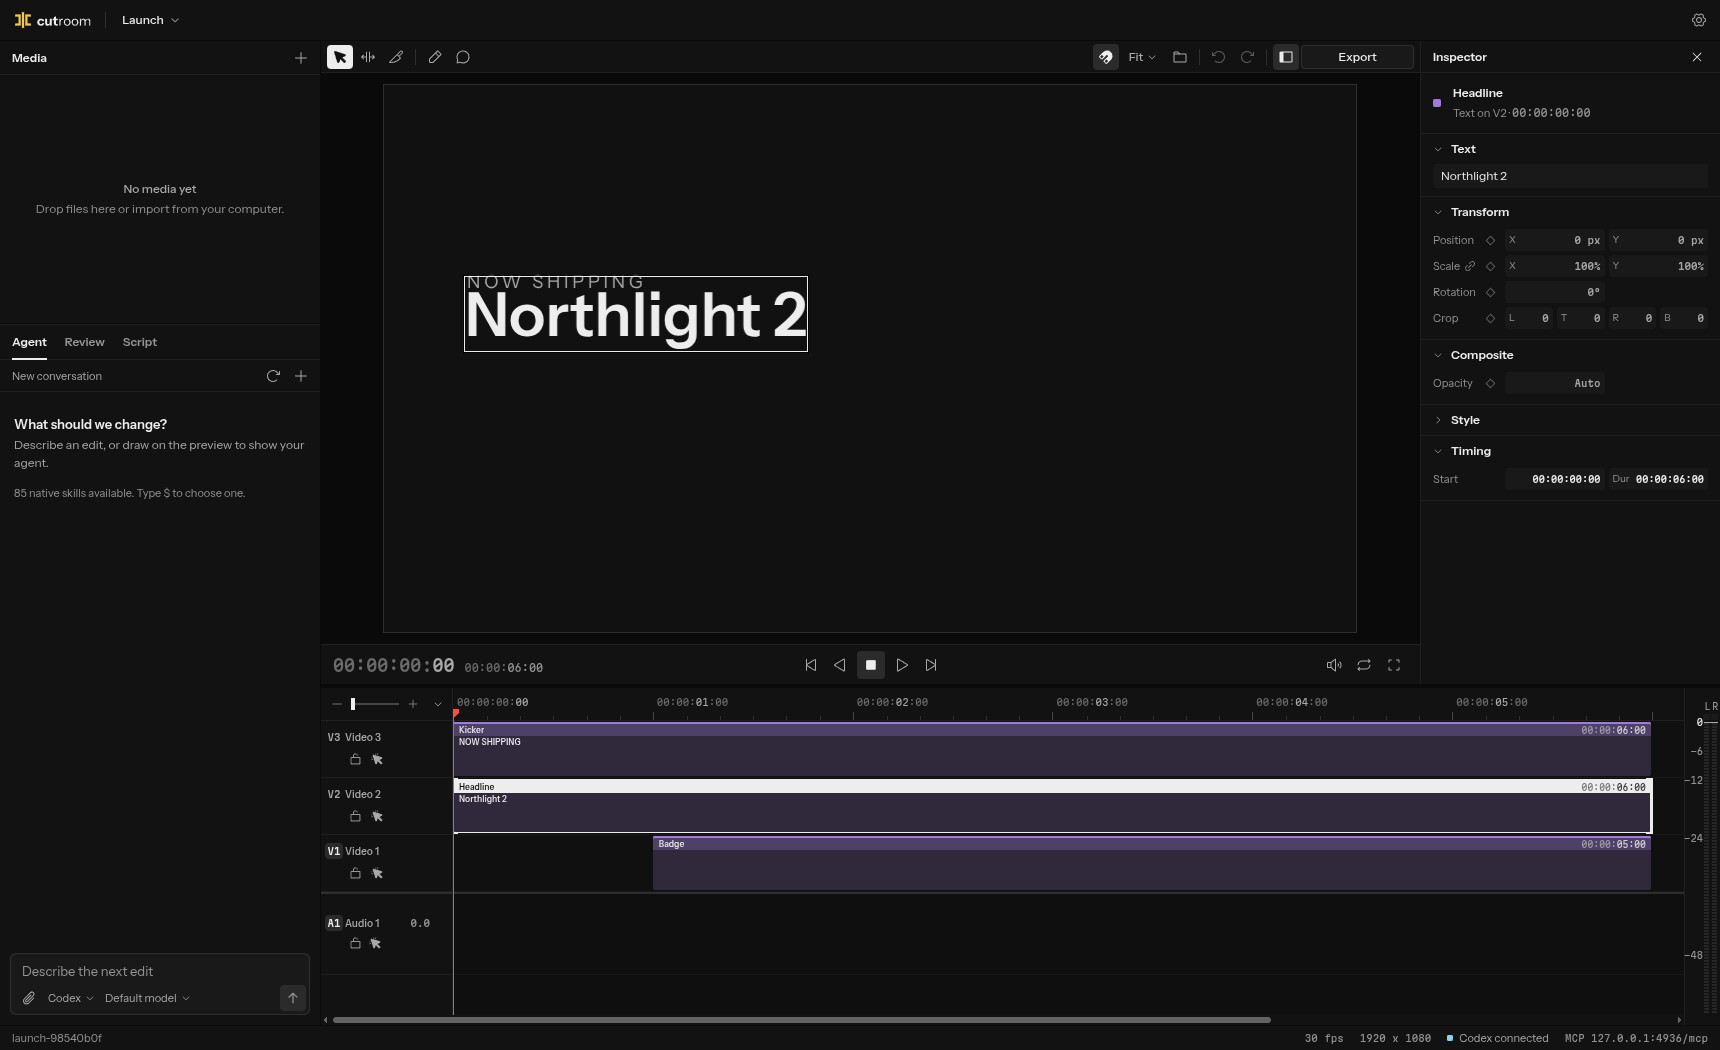 cutroom
Launch
Media
No media yet
Drop files here or import from your computer.
Agent Review Script
New conversation
What should we change?
Describe an edit, or draw on the preview to show your
agent.
85 native skills available. Type $ to choose one.
Describe the next edit
Codex Default model
Fit
Export
NOW SHIPPING
Northlight 2
00:00:00:00 00:00:06:00
Inspector
Headline
Text on V2·00:00:00:00
Text
Northlight 2
Transform
Position X 0 px Y 0 px
Scale X 100% Y 100%
Rotation 0°
Crop L 0 T 0 R 0 B 0
Composite
Opacity Auto
Style
Timing
Start 00:00:00:00 Dur 00:00:06:00
00:00:00:00 00:00:01:00 00:00:02:00 00:00:03:00 00:00:04:00 00:00:05:00
V3 Video 3
Kicker 00:00:06:00
NOW SHIPPING
V2 Video 2
Headline 00:00:06:00
Northlight 2
V1 Video 1
Badge 00:00:05:00
A1 Audio 1 0.0
L R
0
-6
-12
-24
-48
launch-98540b0f
30 fps 1920 x 1080 Codex connected MCP 127.0.0.1:4936/mcp